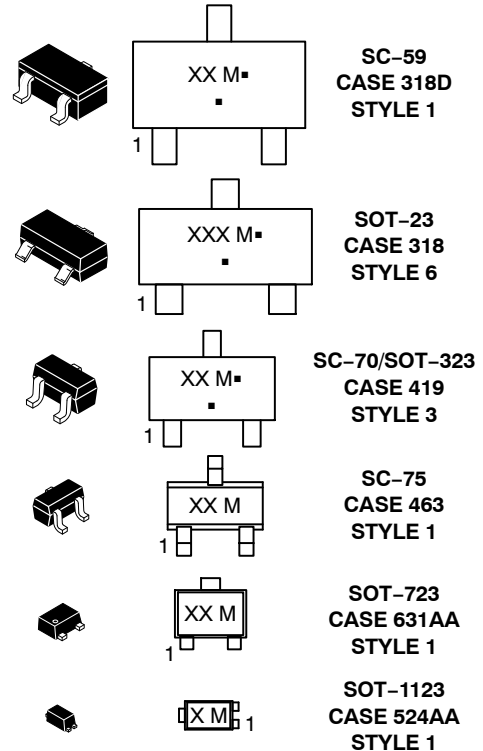 XX M▪
▪
1
SC−59
CASE 318D
STYLE 1
XXX M▪
▪
1
SOT−23
CASE 318
STYLE 6
XX M▪
▪
1
SC−70/SOT−323
CASE 419
STYLE 3
XX M
1
SC−75
CASE 463
STYLE 1
XX M
1
SOT−723
CASE 631AA
STYLE 1
X M
1
SOT−1123
CASE 524AA
STYLE 1